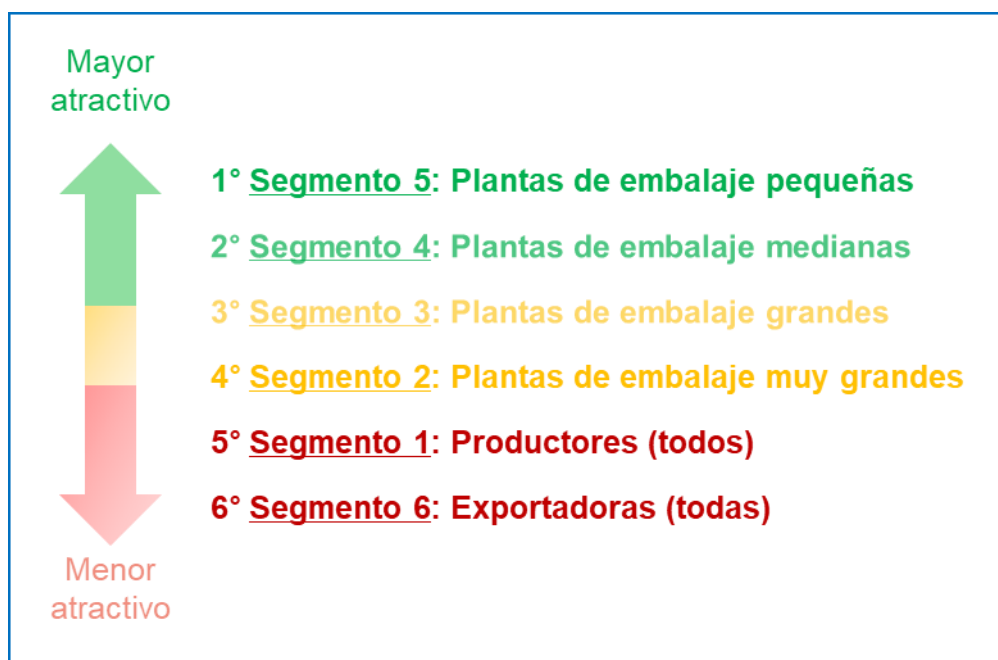 Mayor
atractivo
1° Segmento 5: Plantas de embalaje pequeñas
2° Segmento 4: Plantas de embalaje medianas
3° Segmento 3: Plantas de embalaje grandes
4° Segmento 2: Plantas de embalaje muy grandes
5° Segmento 1: Productores (todos)
6° Segmento 6: Exportadoras (todas)
Menor
atractivo